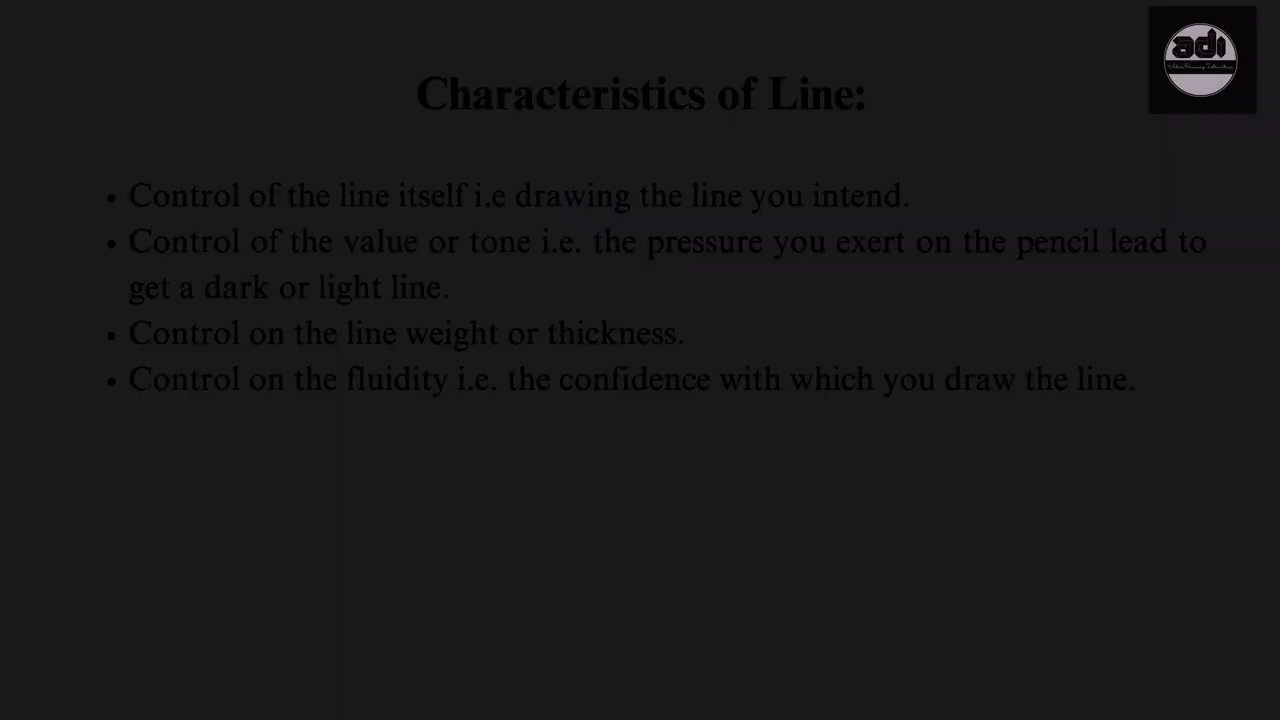 adi
Characteristics of Line:
• Control of the line itself i.e drawing the line you intend.
• Control of the value or tone i.e. the pressure you exert on the pencil lead to
get a dark or light line.
• Control on the line weight or thickness.
• Control on the fluidity i.e. the confidence with which you draw the line.